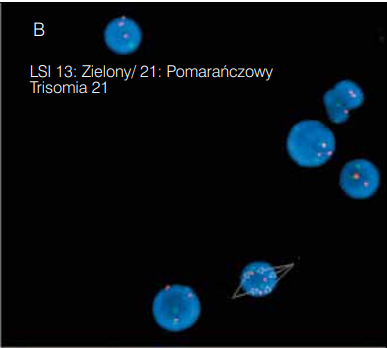 B
LSI 13: Zielony/ 21: Pomarańczowy
Trisomia 21